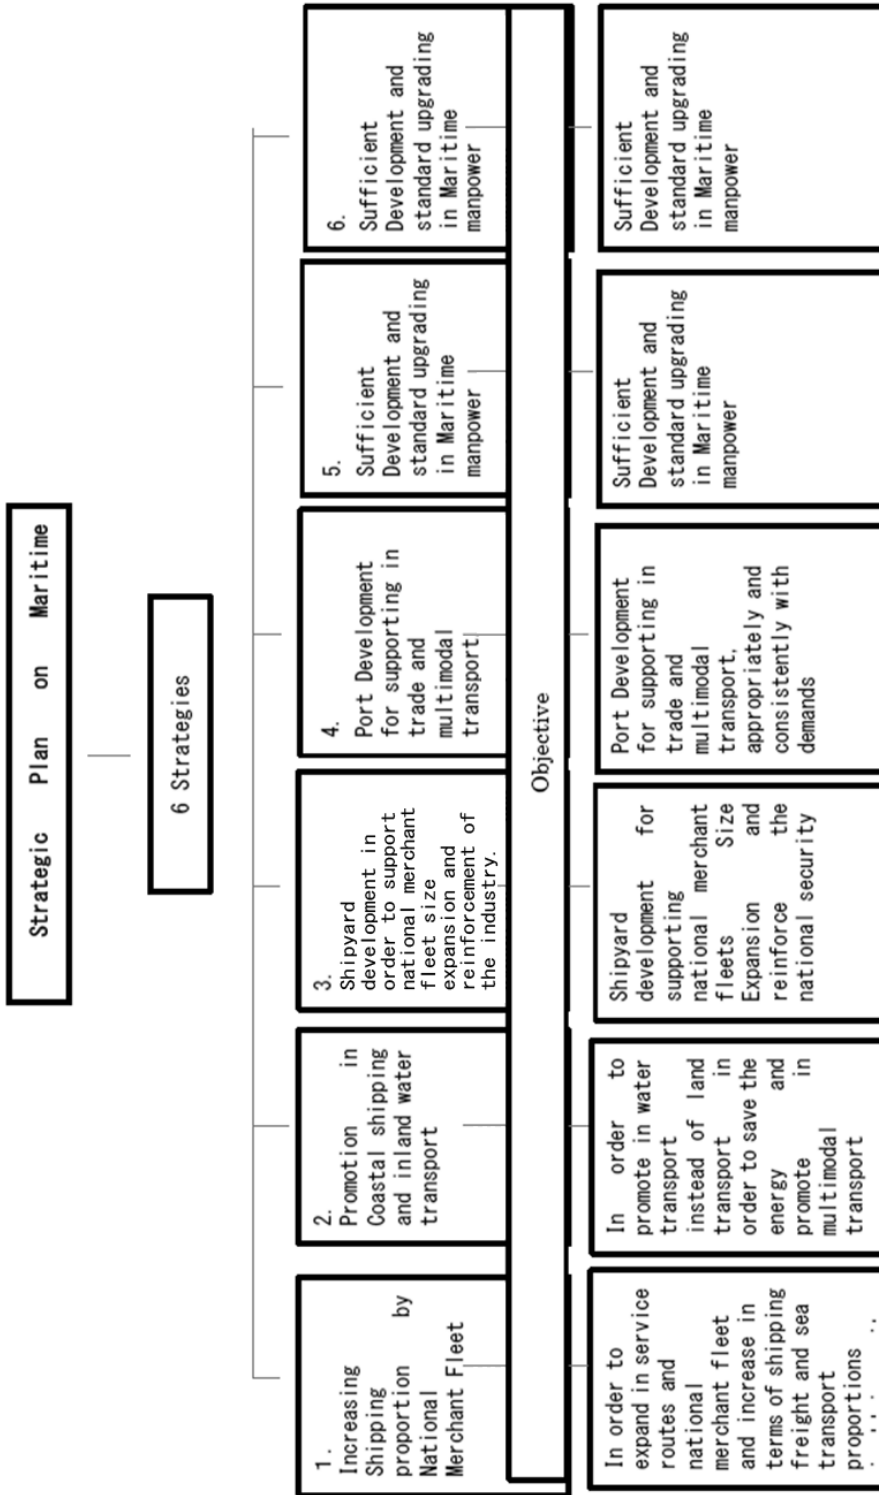 Strategic Plan on Maritime
6 Strategies
1.
Increasing
Shipping
proportion by
National
Merchant Fleet
2.
Promotion in
Coastal shipping
and inland water
transport
3.
Shipyard
development in
order to support
national merchant
fleet size
expansion and
reinforcement of
the industry.
4.
Port Development
for supporting in
trade and
multimodal
transport
5.
Sufficient
Development and
standard upgrading
in Maritime
manpower
6.
Sufficient
Development and
standard upgrading
in Maritime
manpower
Objective
In order to
expand in service
routes and
national
merchant fleet
and increase in
terms of shipping
freight and sea
transport
proportions
In order to
promote in water
transport
instead of land
transport in
order to save the
energy and
promote in
multimodal
transport
Shipyard
development for
supporting
national merchant
fleets Size
Expansion and
reinforce the
national security
Port Development
for supporting in
trade and
multimodal
transport,
appropriately and
consistently with
demands
Sufficient
Development and
standard upgrading
in Maritime
manpower
Sufficient
Development and
standard upgrading
in Maritime
manpower